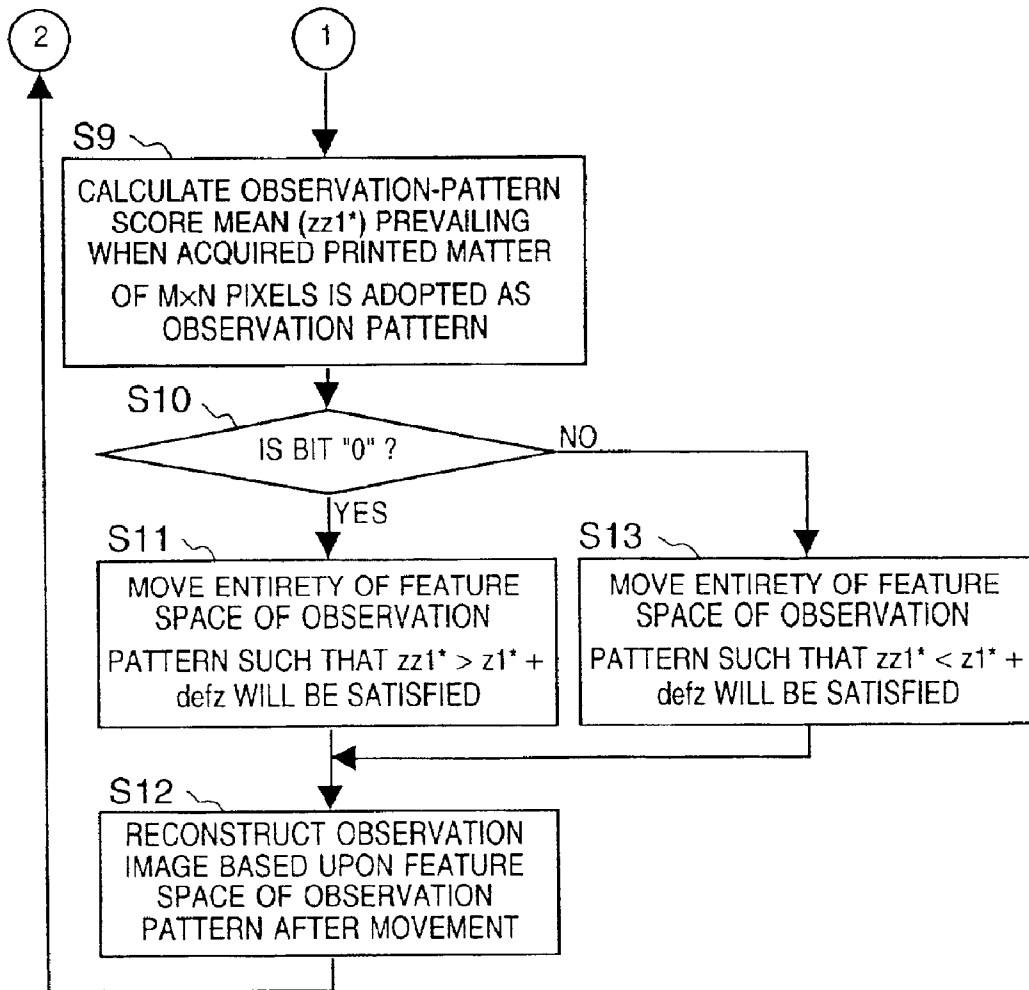 2
1
S9
CALCULATE OBSERVATION-PATTERN
SCORE MEAN (zz1*) PREVAILING
WHEN ACQUIRED PRINTED MATTER
OF M×N PIXELS IS ADOPTED AS
OBSERVATION PATTERN
S10
IS BIT "0" ?
NO
YES
S11
MOVE ENTIRETY OF FEATURE
SPACE OF OBSERVATION
PATTERN SUCH THAT zz1* > z1* +
defz WILL BE SATISFIED
S13
MOVE ENTIRETY OF FEATURE
SPACE OF OBSERVATION
PATTERN SUCH THAT zz1* < z1* +
defz WILL BE SATISFIED
S12
RECONSTRUCT OBSERVATION
IMAGE BASED UPON FEATURE
SPACE OF OBSERVATION
PATTERN AFTER MOVEMENT